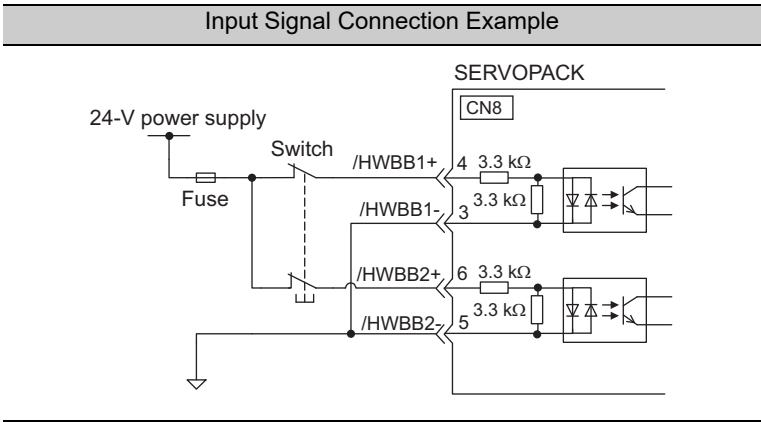 Input Signal Connection Example
SERVOPACK
CN8
24-V power supply
Switch
Fuse
/HWBB1+ 4 3.3 kΩ
3.3 kΩ
/HWBB1- 3
/HWBB2+ 6 3.3 kΩ
3.3 kΩ
/HWBB2- 5